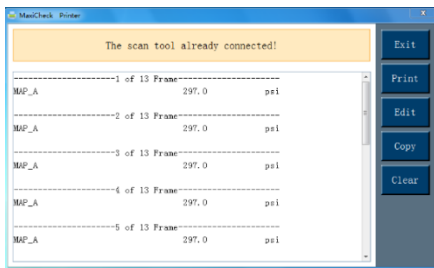 MaxiCheck Printer
x
The scan tool already connected!
Exit
Print
Edit
Copy
Clear
--------------------1 of 13 Frame--------------------
MAP_A 297.0 psi
--------------------2 of 13 Frame--------------------
MAP_A 297.0 psi
--------------------3 of 13 Frame--------------------
MAP_A 297.0 psi
--------------------4 of 13 Frame--------------------
MAP_A 297.0 psi
--------------------5 of 13 Frame--------------------
MAP_A 297.0 psi